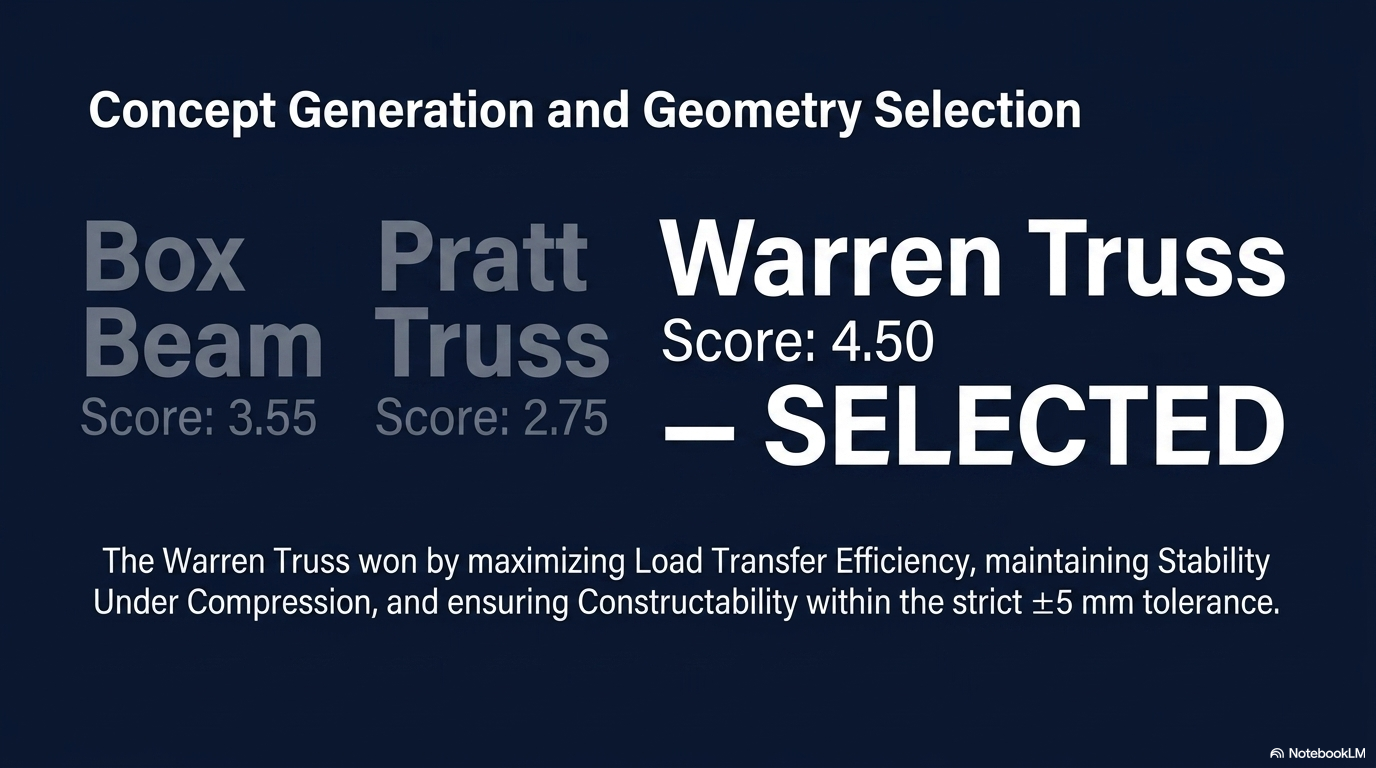 Concept Generation and Geometry Selection
Box
Beam
Score: 3.55
Pratt
Truss
Score: 2.75
Warren Truss
Score: 4.50
— SELECTED
The Warren Truss won by maximizing Load Transfer Efficiency, maintaining Stability
Under Compression, and ensuring Constructability within the strict ±5 mm tolerance.
NotebookLM